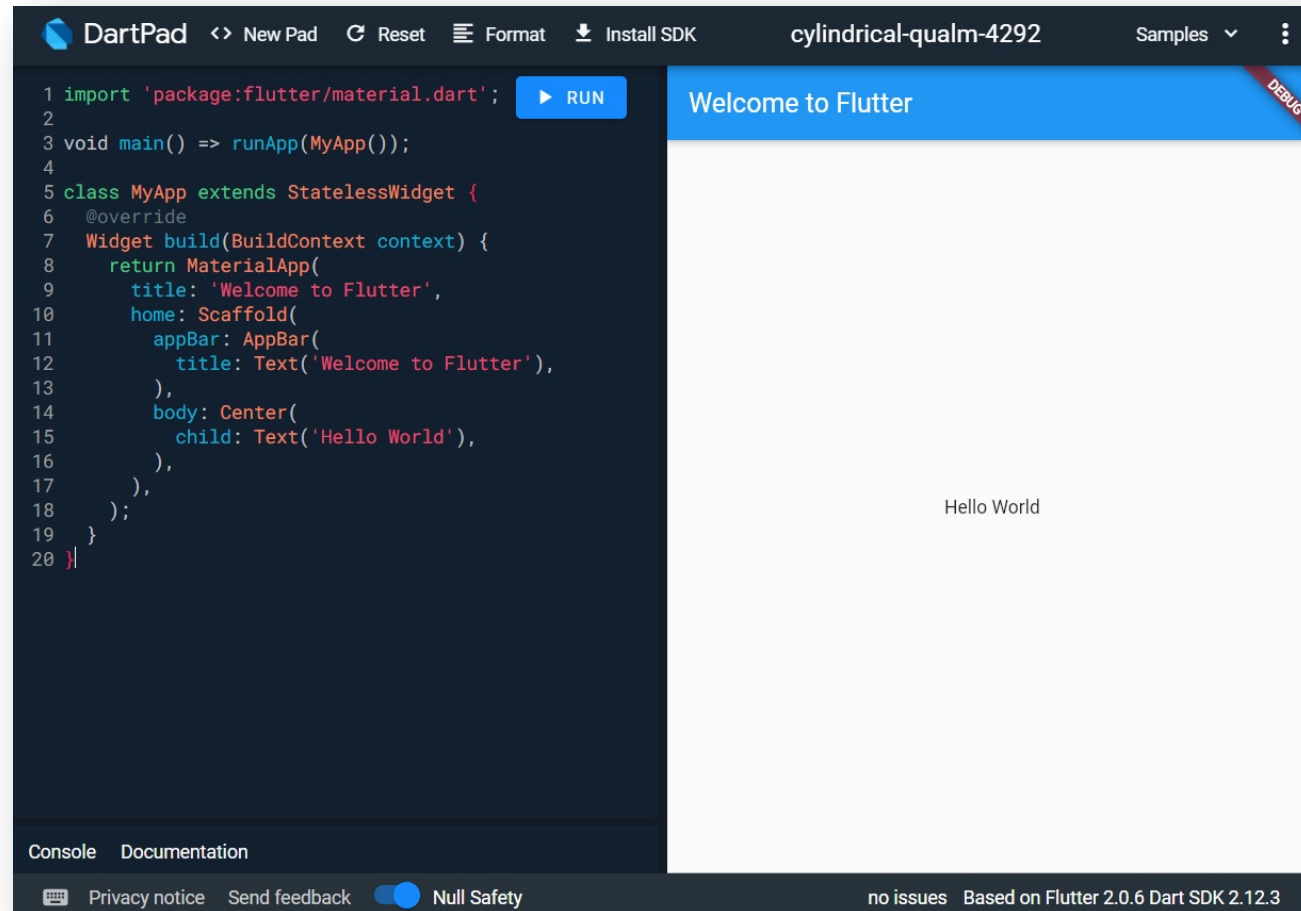 DartPad <> New Pad Reset Format Install SDK cylindrical-qualm-4292 Samples
RUN
1 import 'package:flutter/material.dart';
2
3 void main() => runApp(MyApp());
4
5 class MyApp extends StatelessWidget {
6   @override
7   Widget build(BuildContext context) {
8     return MaterialApp(
9       title: 'Welcome to Flutter',
10       home: Scaffold(
11         appBar: AppBar(
12           title: Text('Welcome to Flutter'),
13         ),
14         body: Center(
15           child: Text('Hello World'),
16         ),
17       ),
18     );
19   }
20 }
Welcome to Flutter
DEBUG
Hello World
Console Documentation
Privacy notice Send feedback Null Safety no issues Based on Flutter 2.0.6 Dart SDK 2.12.3